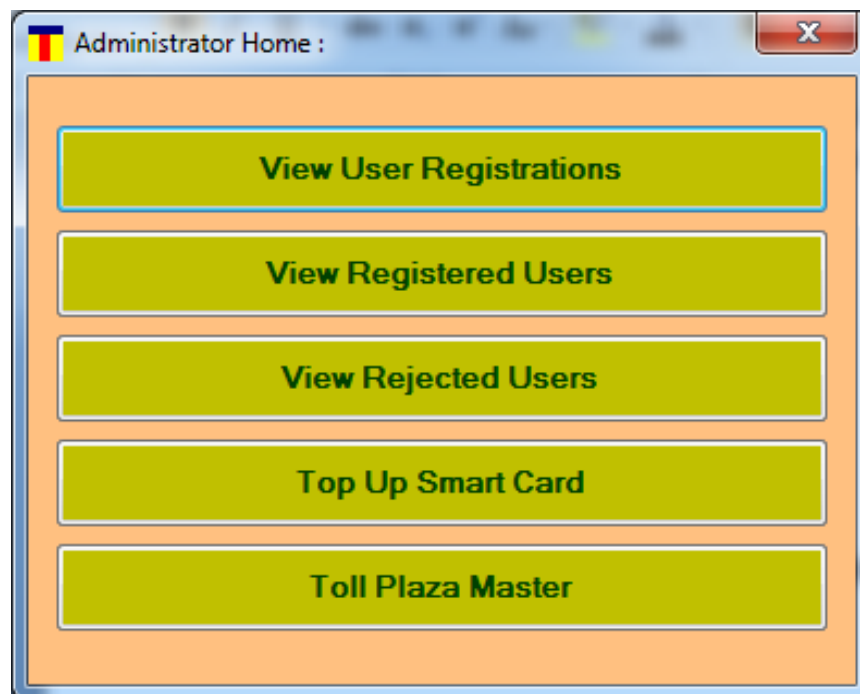 Administrator Home :
View User Registrations
View Registered Users
View Rejected Users
Top Up Smart Card
Toll Plaza Master